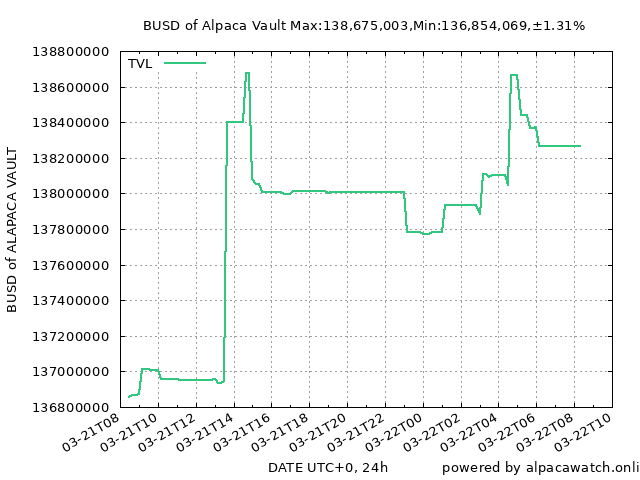 BUSD of Alpaca Vault Max:138,675,003,Min:136,854,069,±1.31%
TVL
138800000
138600000
138400000
138200000
138000000
137800000
137600000
137400000
137200000
137000000
136800000
BUSD of ALAPACA VAULT
03-21T08
03-21T10
03-21T12
03-21T14
03-21T16
03-21T18
03-21T20
03-21T22
03-22T00
03-22T02
03-22T04
03-22T06
03-22T08
03-22T10
DATE UTC+0, 24h
powered by alpacawatch.onli